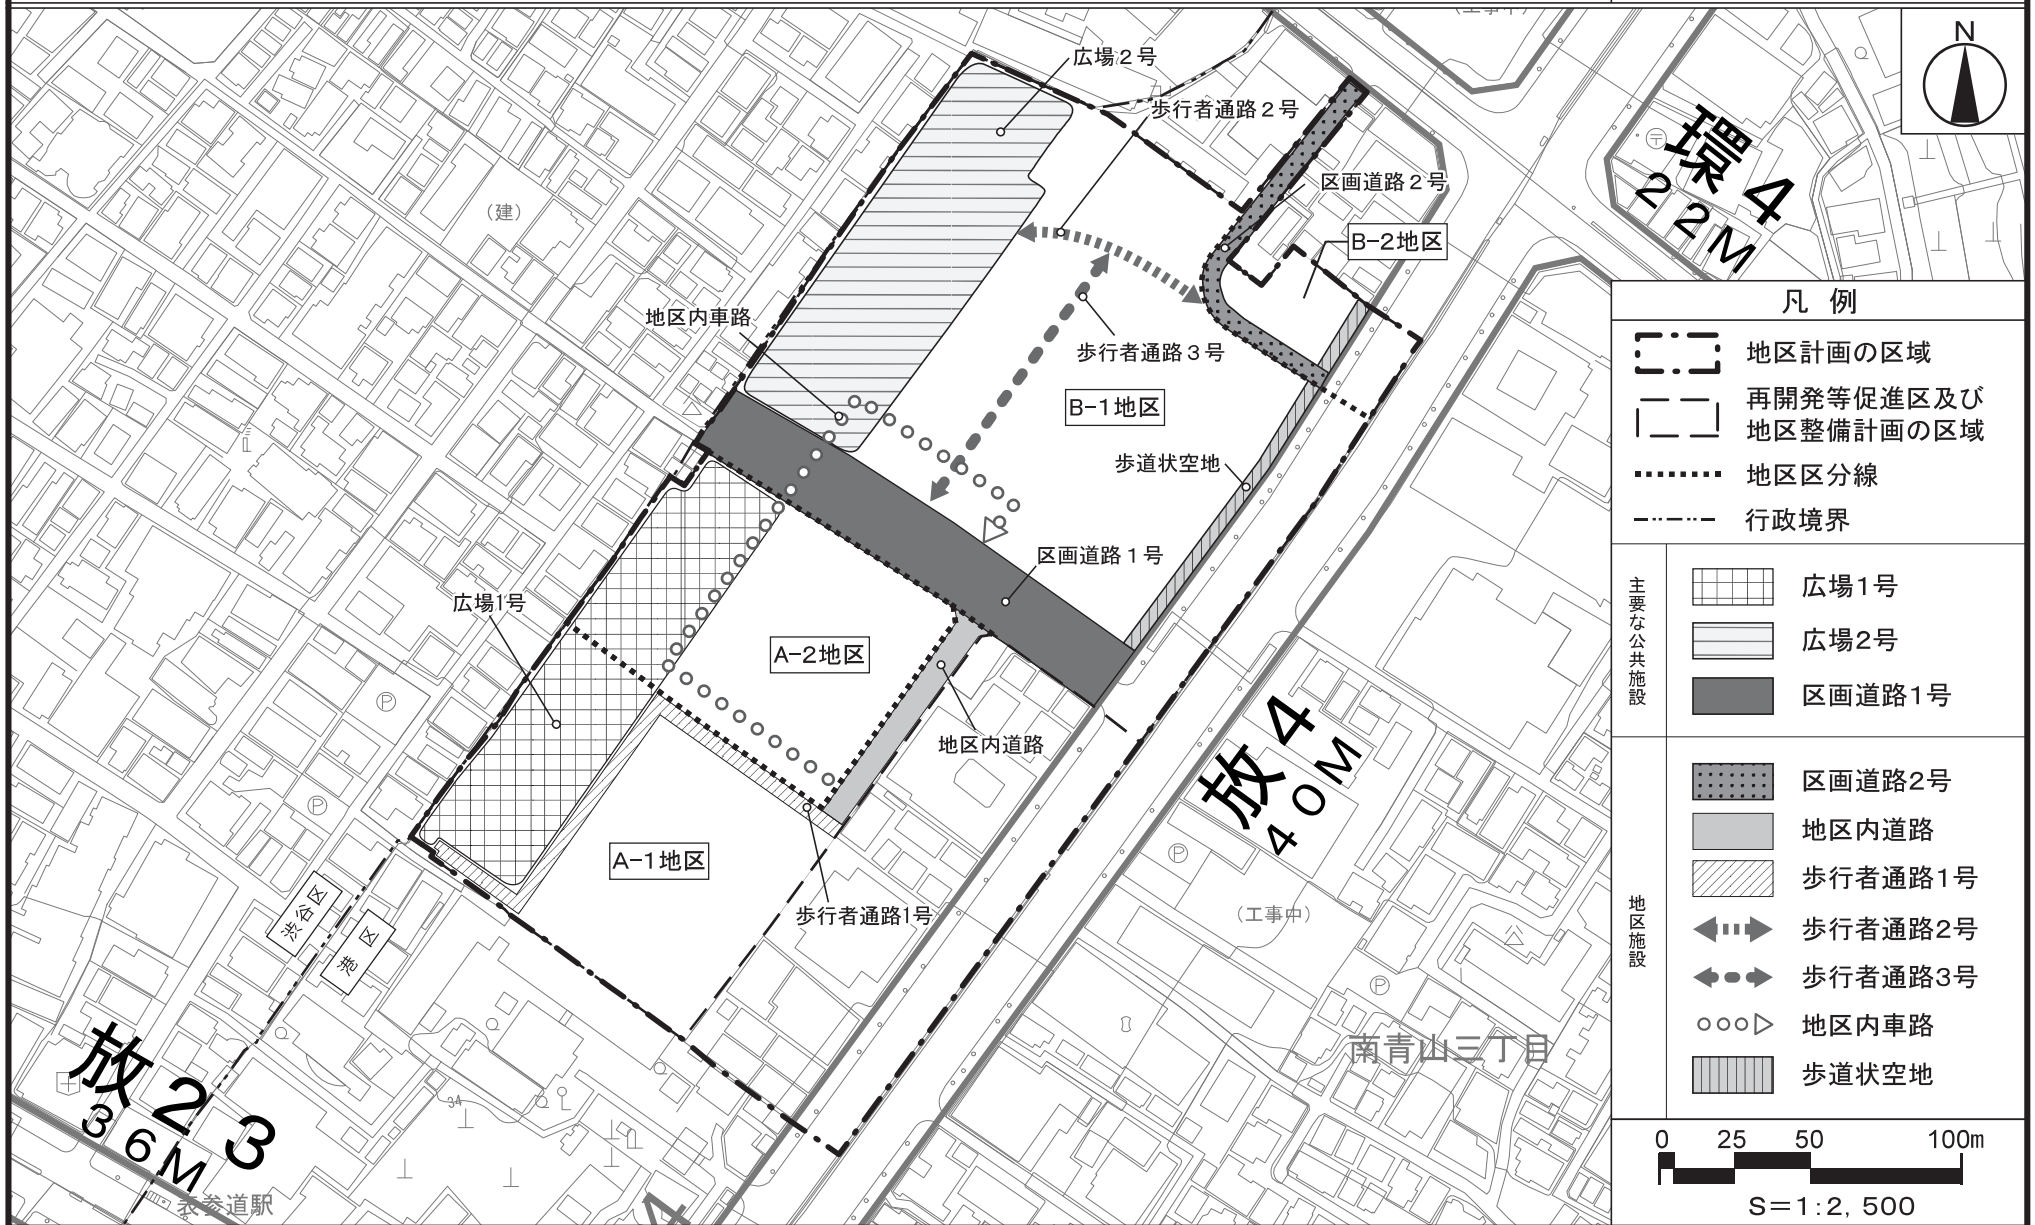 (工事中)
N
広場２号
歩行者通路２号
環４
２２M
区画道路２号
(建)
B-2地区
地区内車路
歩行者通路３号
B-1地区
歩道状空地
区画道路１号
広場1号
A-2地区
地区内道路
放４
４０M
A-1地区
歩行者通路1号
(工事中)
渋谷区
港区
南青山三丁目
放２３
３６M
34
表参道駅
4
凡 例
地区計画の区域
再開発等促進区及び
地区整備計画の区域
地区区分線
行政境界
主要な公共施設
広場1号
広場2号
区画道路1号
地区施設
区画道路2号
地区内道路
歩行者通路1号
歩行者通路2号
歩行者通路3号
地区内車路
歩道状空地
0 25 50 100m
S＝1：2, 500